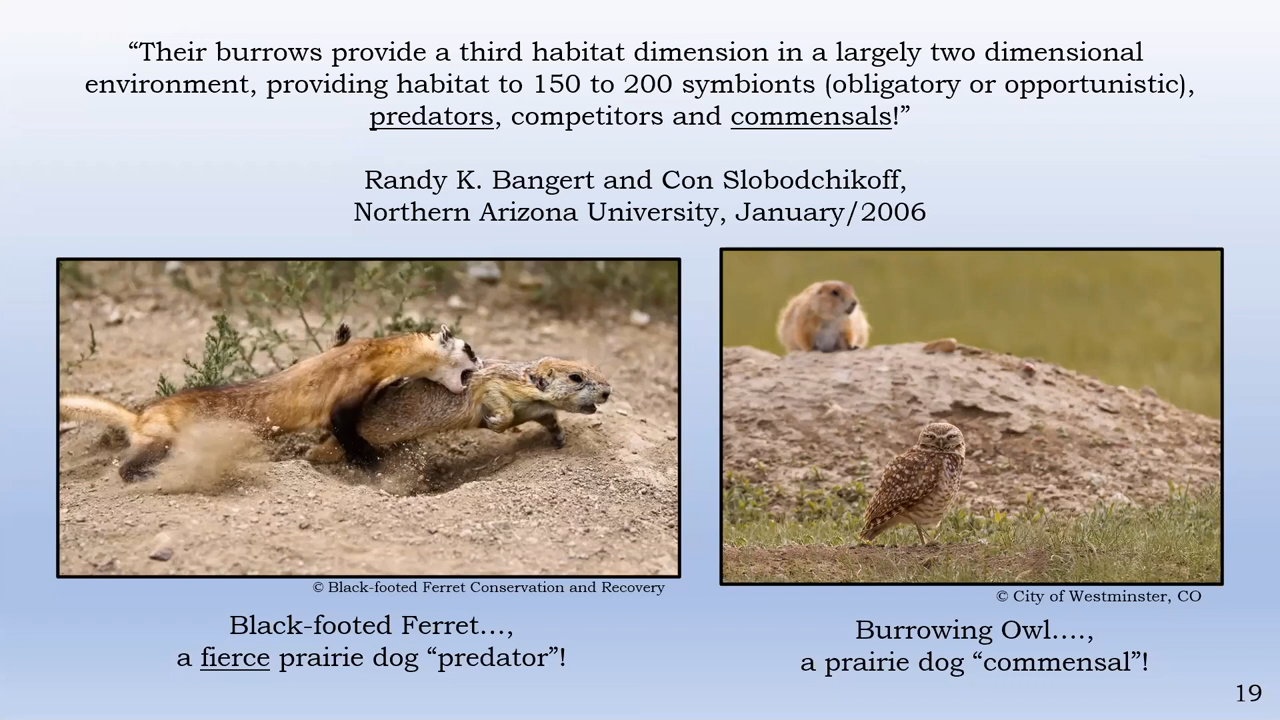 “Their burrows provide a third habitat dimension in a largely two dimensional
environment, providing habitat to 150 to 200 symbionts (obligatory or opportunistic),
predators, competitors and commensals!”
Randy K. Bangert and Con Slobodchikoff,
Northern Arizona University, January/2006
© Black-footed Ferret Conservation and Recovery
Black-footed Ferret...,
a fierce prairie dog “predator”!
© City of Westminster, CO
Burrowing Owl....,
a prairie dog “commensal”!
19